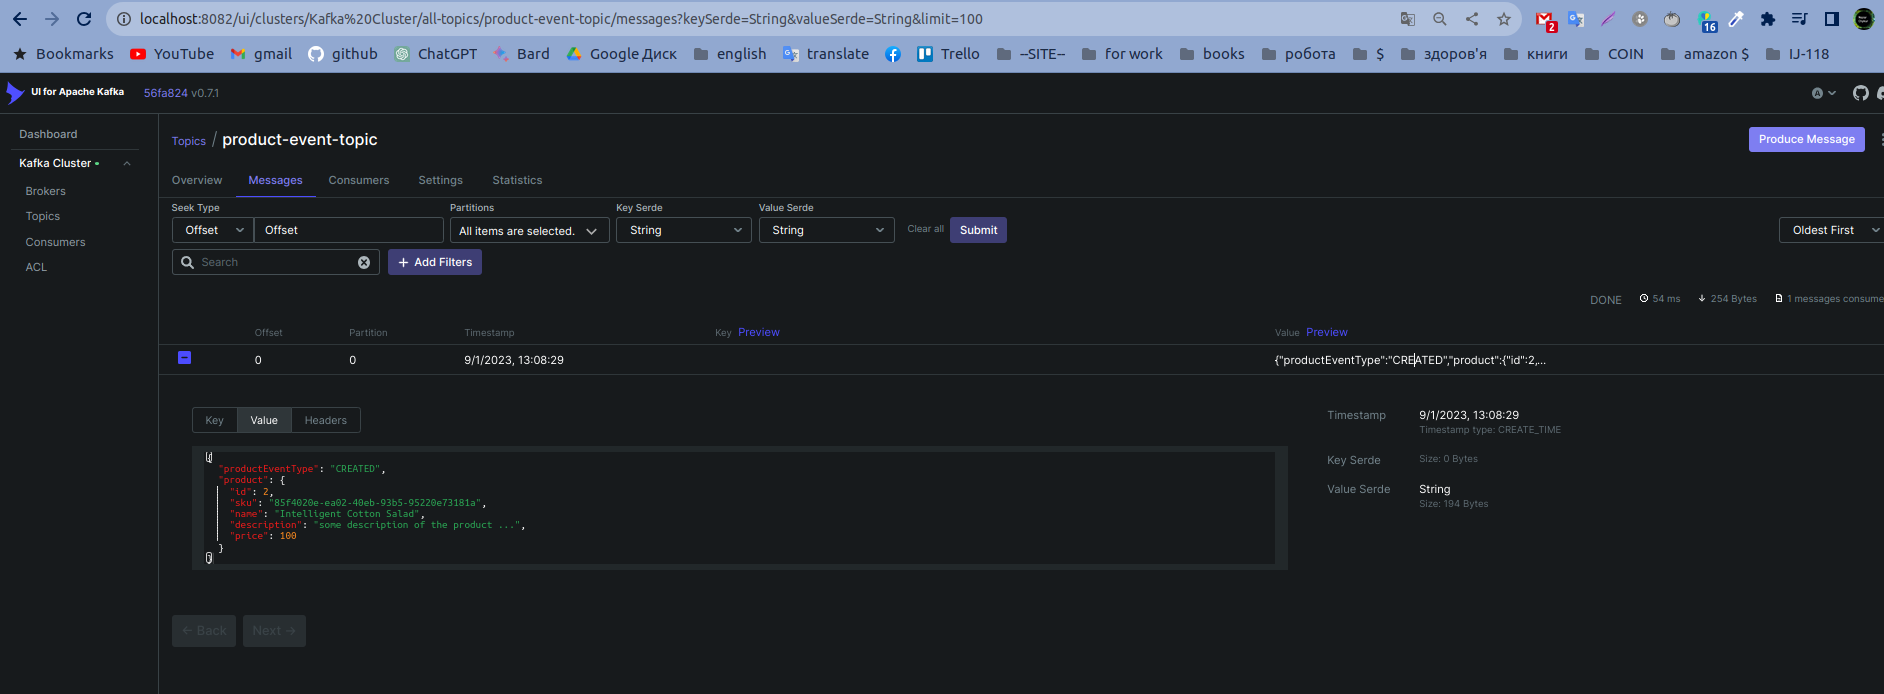 localhost:8082/ui/clusters/Kafka%20Cluster/all-topics/product-event-topic/messages?keySerde=String&valueSerde=String&limit=100
2
16
Bookmarks YouTube gmail github ChatGPT Bard Google Диск english translate Trello --SITE-- for work books робота $ здоров'я книги COIN amazon $ IJ-118
UI for Apache Kafka 56fa824 v0.7.1
A
Dashboard
Kafka Cluster
Brokers
Topics
Consumers
ACL
Topics / product-event-topic
Produce Message
Overview Messages Consumers Settings Statistics
Seek Type Partitions Key Serde Value Serde
Offset Offset All items are selected. String String Clear all Submit Oldest First
Search + Add Filters
DONE 54 ms 254 Bytes 1 messages consume
Offset Partition Timestamp Key Preview Value Preview
0 0 9/1/2023, 13:08:29 {"productEventType":"CREATED","product":{"id":2,...
Key Value Headers
{
"productEventType": "CREATED",
"product": {
"id": 2,
"sku": "85f4020e-ea02-40eb-93b5-95220e73181a",
"name": "Intelligent Cotton Salad",
"description": "some description of the product ...",
"price": 100
}
}
Timestamp 9/1/2023, 13:08:29
Timestamp type: CREATE_TIME
Key Serde Size: 0 Bytes
Value Serde String
Size: 194 Bytes
← Back Next →